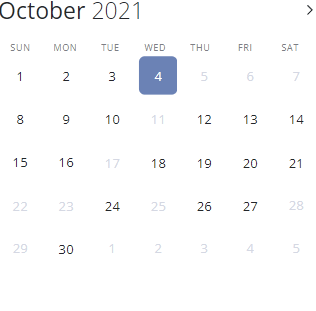 October 2021
SUN MON TUE WED THU FRI SAT
1 2 3 4 5 6 7
8 9 10 11 12 13 14
15 16 17 18 19 20 21
22 23 24 25 26 27 28
29 30 1 2 3 4 5